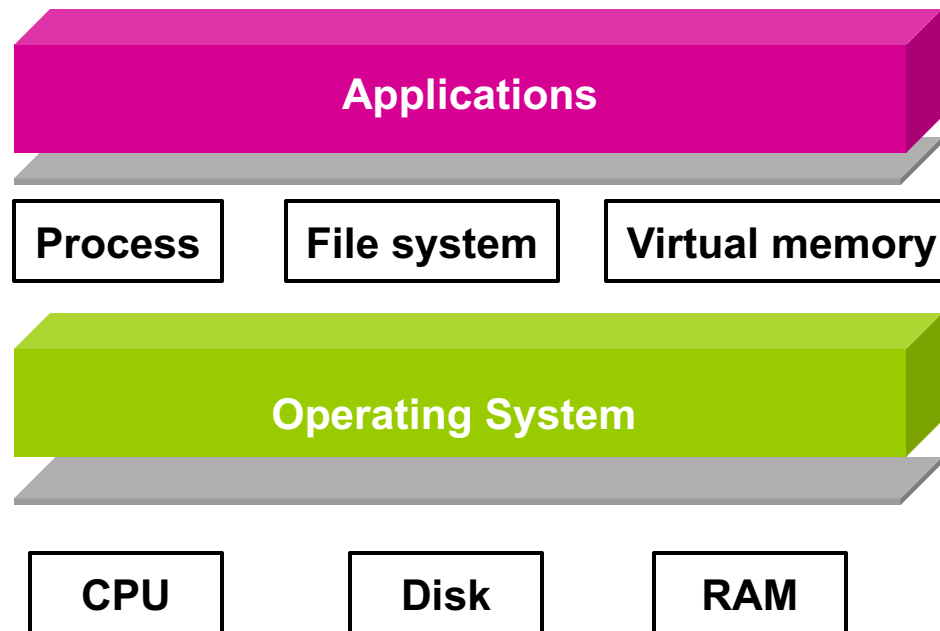 Applications
Process
File system
Virtual memory
Operating System
CPU
Disk
RAM